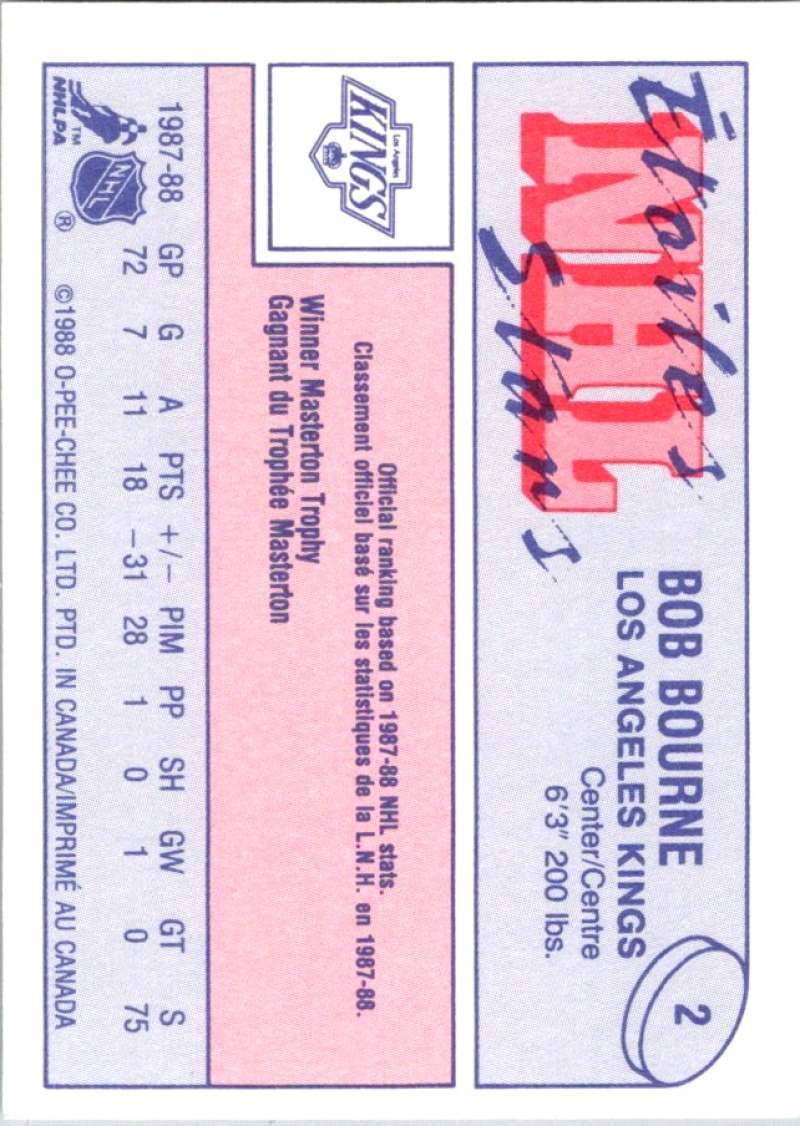 Étoiles
NHL
Stars
BOB BOURNE
LOS ANGELES KINGS
Center/Centre
6'3" 200 lbs.
2
Los Angeles
KINGS
Official ranking based on 1987-88 NHL stats.
Classement officiel basé sur les statistiques de la L.N.H. en 1987-88.
Winner Masterton Trophy
Gagnant du Trophée Masterton
1987-88 GP G A PTS +/– PIM PP SH GW GT S
72 7 11 18 –31 28 1 0 1 0 75
NHLPA TM NHL ®
©1988 O-PEE-CHEE CO. LTD. PTD. IN CANADA/IMPRIMÉ AU CANADA